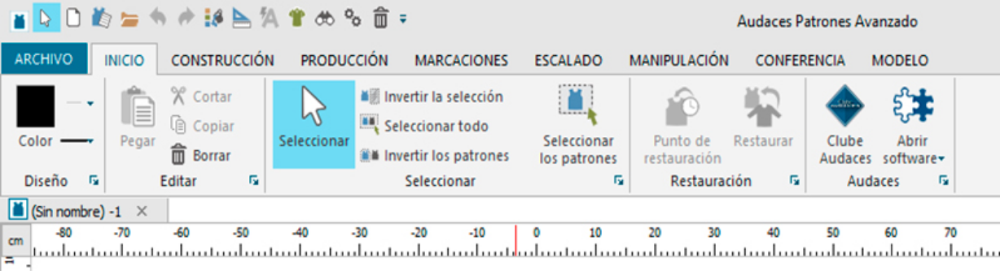 Audaces Patrones Avanzado
ARCHIVO INICIO CONSTRUCCIÓN PRODUCCIÓN MARCACIONES ESCALADO MANIPULACIÓN CONFERENCIA MODELO
Color
Diseño
Pegar
Cortar
Copiar
Borrar
Editar
Seleccionar
Invertir la selección
Seleccionar todo
Invertir los patrones
Seleccionar
los patrones
Seleccionar
Punto de
restauración
Restaurar
Restauración
Clube
Audaces
Abrir
software
Audaces
(Sin nombre) -1
cm -80 -70 -60 -50 -40 -30 -20 -10 0 10 20 30 40 50 60 70